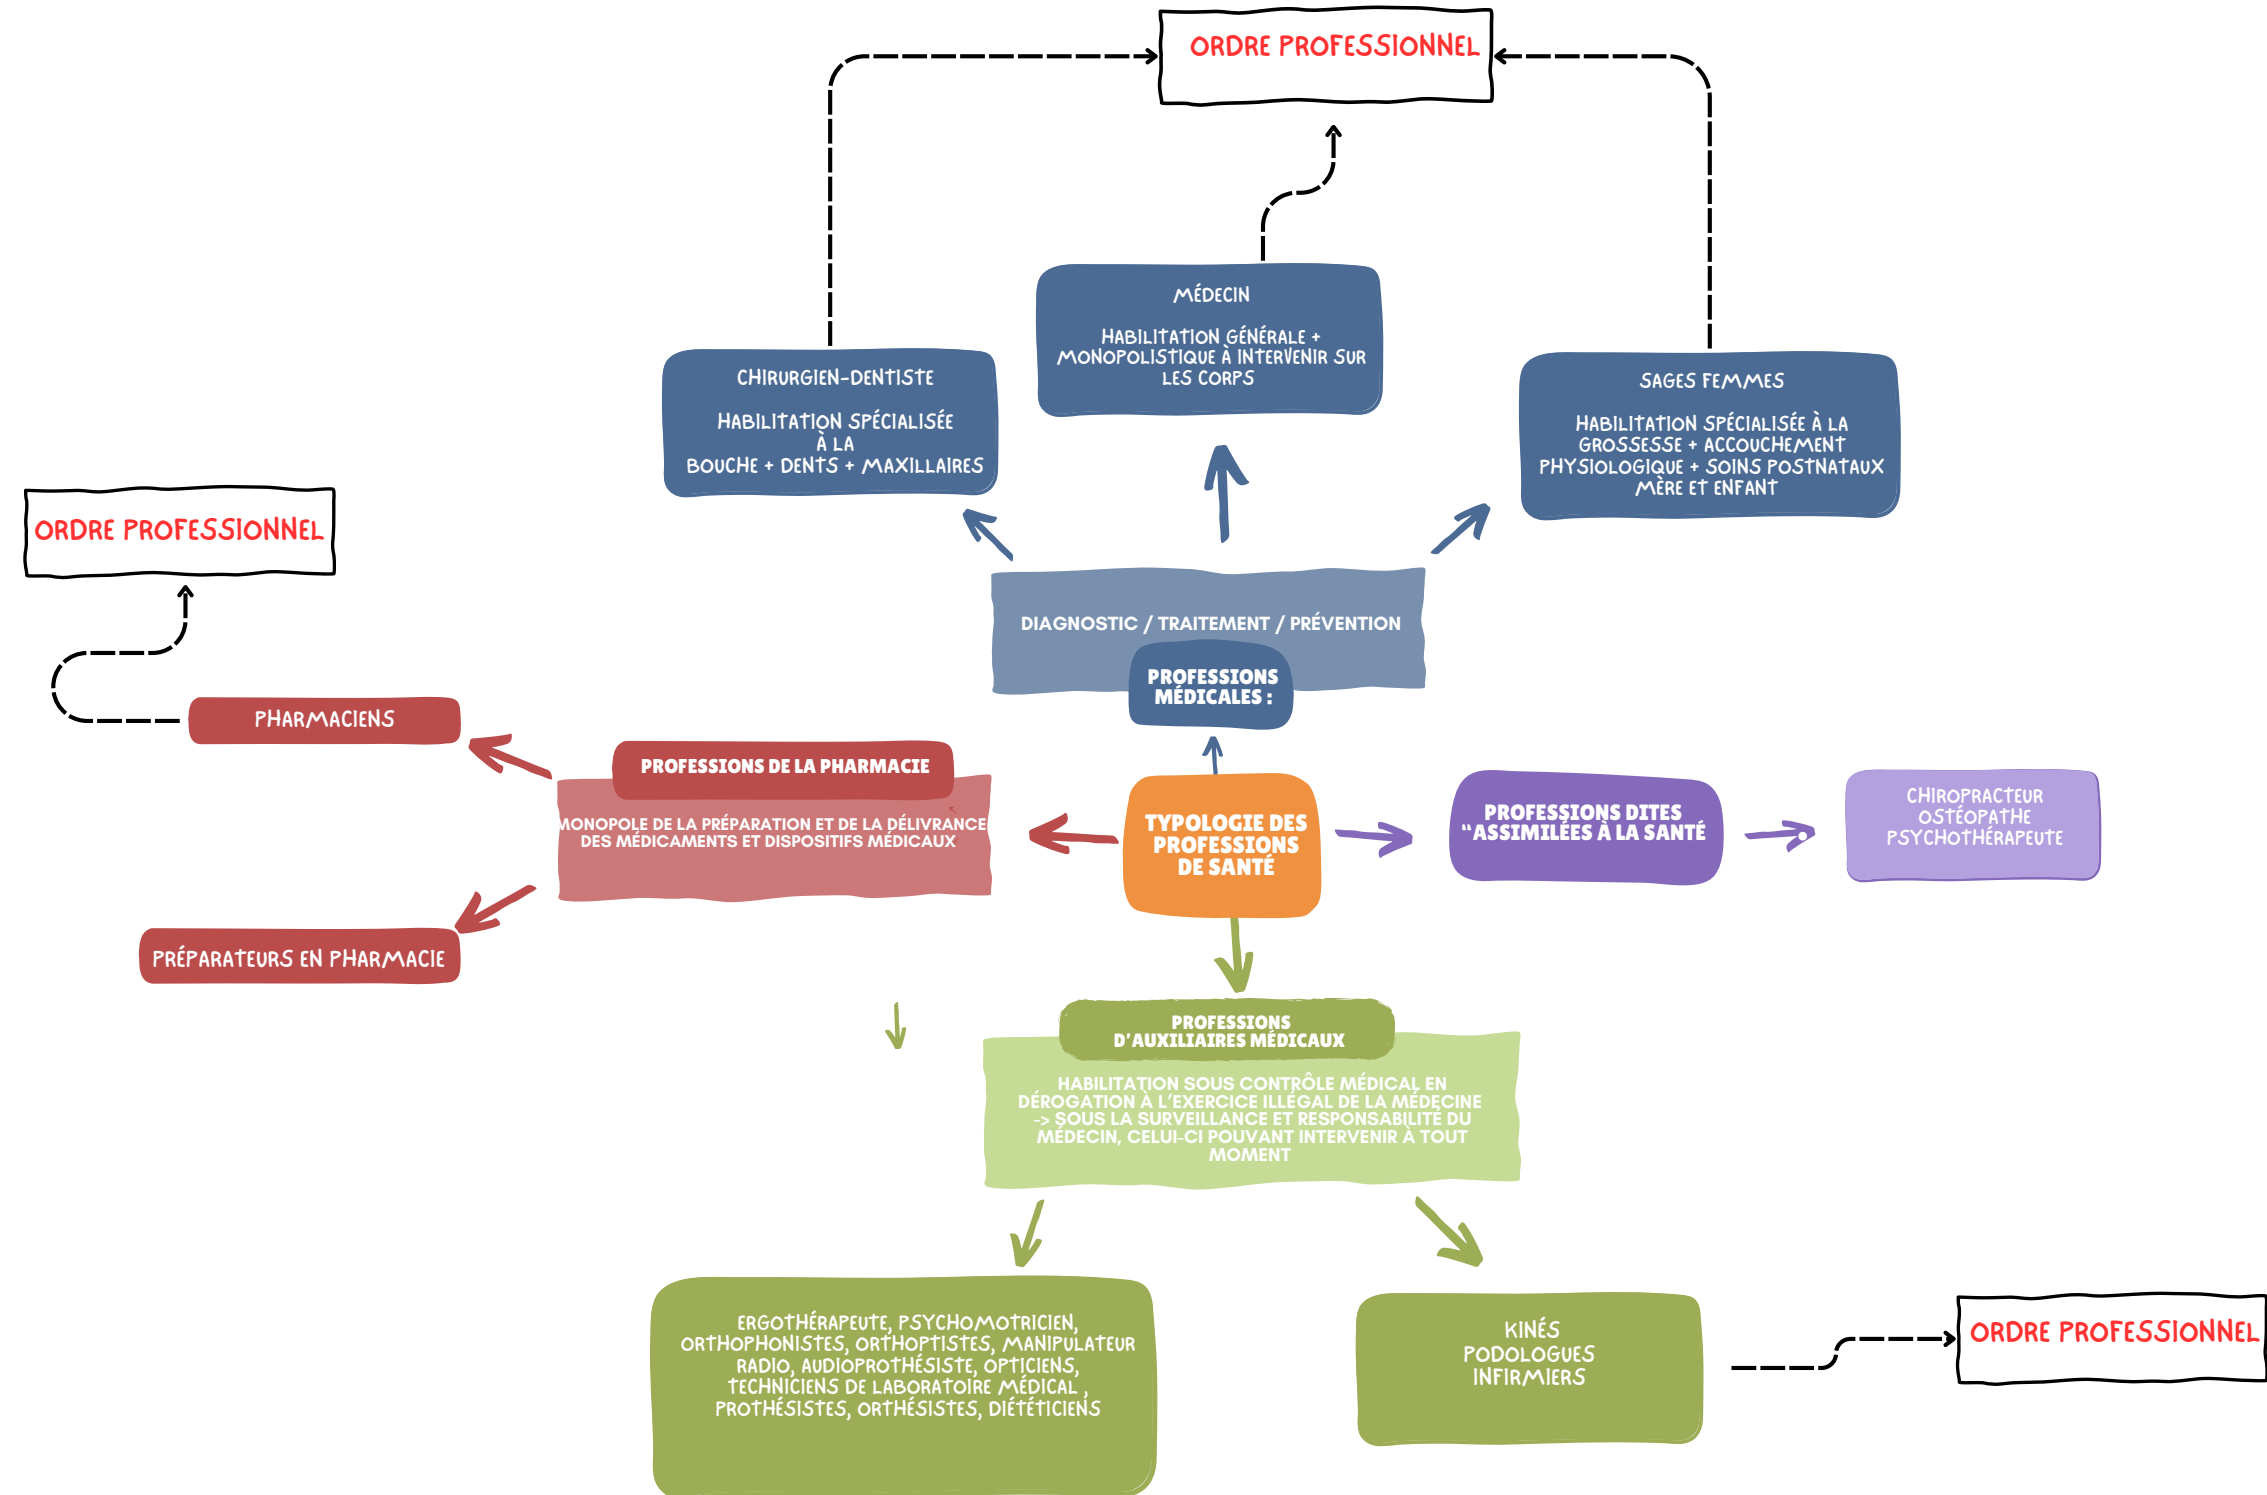 ORDRE PROFESSIONNEL
MÉDECIN
HABILITATION GÉNÉRALE +
MONOPOLISTIQUE À INTERVENIR SUR
LES CORPS
CHIRURGIEN-DENTISTE
HABILITATION SPÉCIALISÉE
À LA
BOUCHE + DENTS + MAXILLAIRES
SAGES FEMMES
HABILITATION SPÉCIALISÉE À LA
GROSSESSE + ACCOUCHEMENT
PHYSIOLOGIQUE + SOINS POSTNATAUX
MÈRE ET ENFANT
ORDRE PROFESSIONNEL
DIAGNOSTIC / TRAITEMENT / PRÉVENTION
PROFESSIONS
MÉDICALES :
PHARMACIENS
PROFESSIONS DE LA PHARMACIE
MONOPOLE DE LA PRÉPARATION ET DE LA DÉLIVRANCE
DES MÉDICAMENTS ET DISPOSITIFS MÉDICAUX
PRÉPARATEURS EN PHARMACIE
TYPOLOGIE DES
PROFESSIONS
DE SANTÉ
PROFESSIONS DITES
"ASSIMILÉES À LA SANTÉ
CHIROPRACTEUR
OSTÉOPATHE
PSYCHOTHÉRAPEUTE
PROFESSIONS
D'AUXILIAIRES MÉDICAUX
HABILITATION SOUS CONTRÔLE MÉDICAL EN
DÉROGATION À L'EXERCICE ILLÉGAL DE LA MÉDECINE
-> SOUS LA SURVEILLANCE ET RESPONSABILITÉ DU
MÉDECIN, CELUI-CI POUVANT INTERVENIR À TOUT
MOMENT
ERGOTHÉRAPEUTE, PSYCHOMOTRICIEN,
ORTHOPHONISTES, ORTHOPTISTES, MANIPULATEUR
RADIO, AUDIOPROTHÉSISTE, OPTICIENS,
TECHNICIENS DE LABORATOIRE MÉDICAL ,
PROTHÉSISTES, ORTHÉSISTES, DIÉTÉTICIENS
KINÉS
PODOLOGUES
INFIRMIERS
ORDRE PROFESSIONNEL